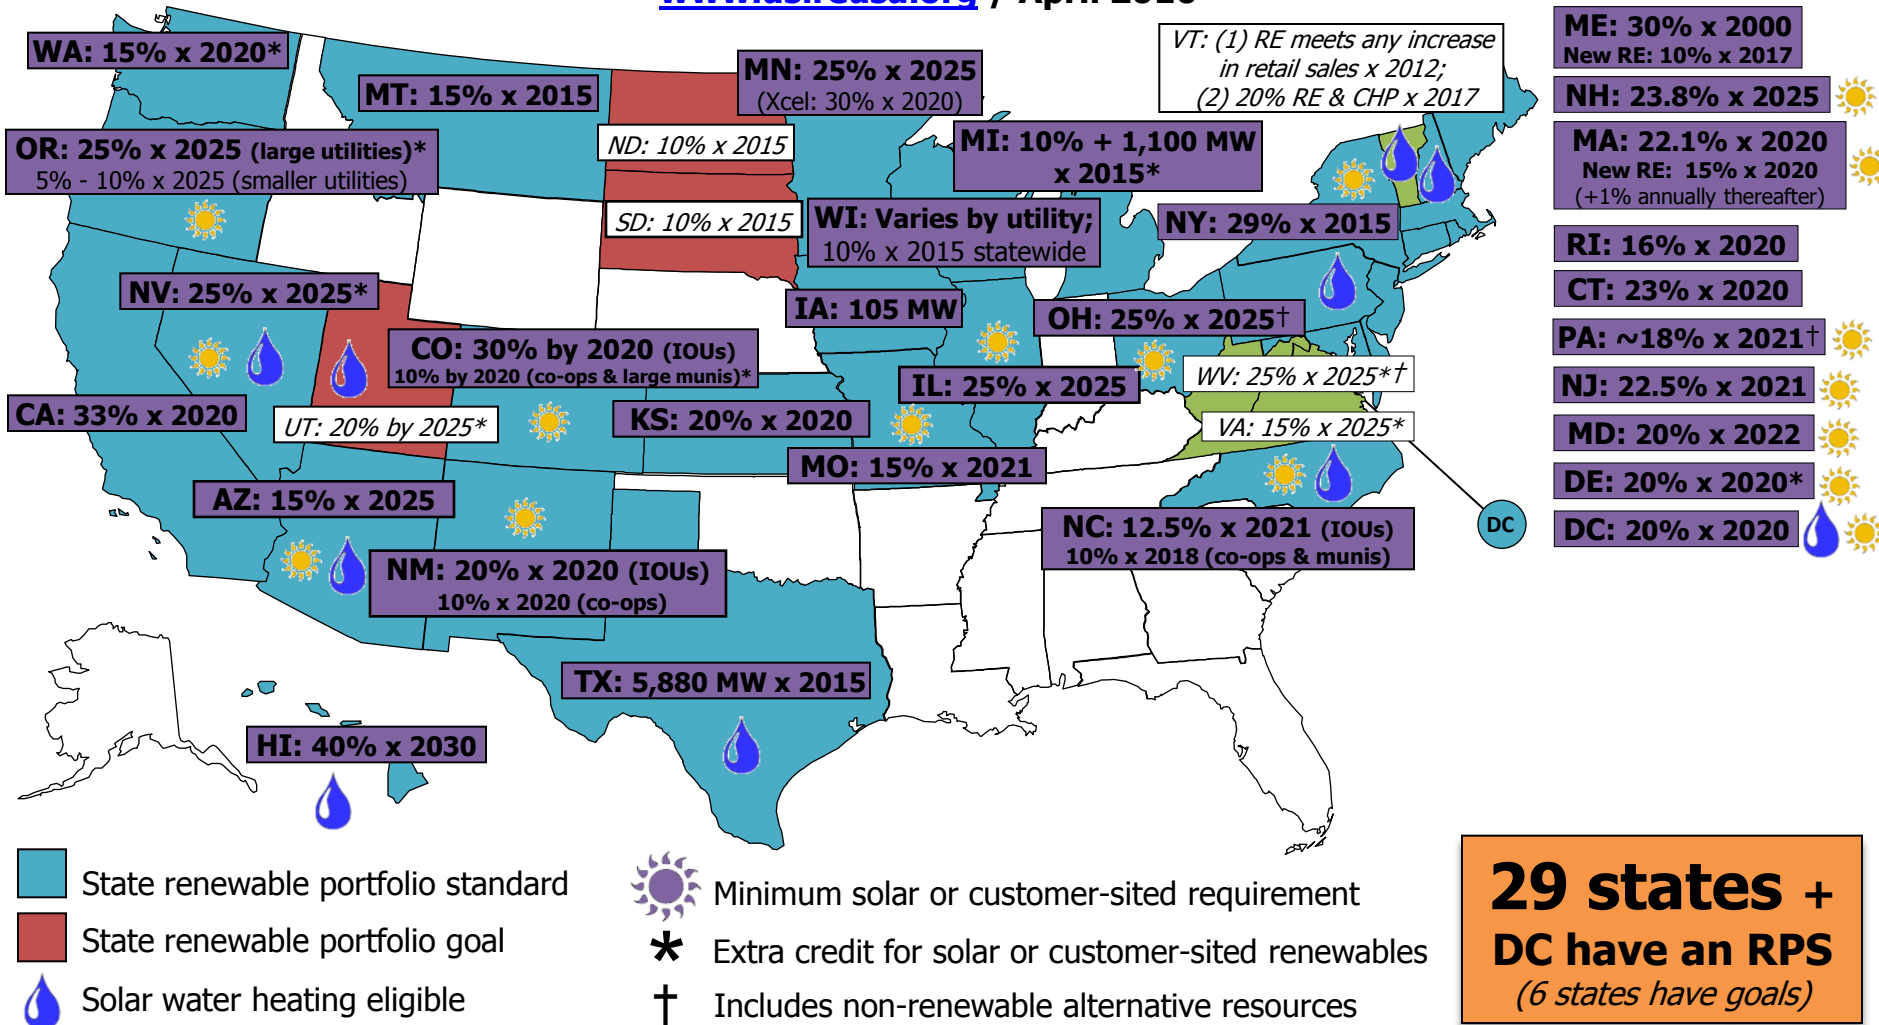 www.dsireusa.org / April 2010
WA: 15% x 2020*
MT: 15% x 2015
MN: 25% x 2025
(Xcel: 30% x 2020)
VT: (1) RE meets any increase
in retail sales x 2012;
(2) 20% RE & CHP x 2017
ME: 30% x 2000
New RE: 10% x 2017
NH: 23.8% x 2025
OR: 25% x 2025 (large utilities)*
5% - 10% x 2025 (smaller utilities)
ND: 10% x 2015
MI: 10% + 1,100 MW
x 2015*
MA: 22.1% x 2020
New RE: 15% x 2020
(+1% annually thereafter)
SD: 10% x 2015
WI: Varies by utility;
10% x 2015 statewide
NY: 29% x 2015
RI: 16% x 2020
NV: 25% x 2025*
IA: 105 MW
OH: 25% x 2025†
CT: 23% x 2020
CO: 30% by 2020 (IOUs)
10% by 2020 (co-ops & large munis)*
PA: ~18% x 2021†
IL: 25% x 2025
WV: 25% x 2025*†
NJ: 22.5% x 2021
CA: 33% x 2020
UT: 20% by 2025*
KS: 20% x 2020
VA: 15% x 2025*
MD: 20% x 2022
MO: 15% x 2021
DE: 20% x 2020*
AZ: 15% x 2025
NC: 12.5% x 2021 (IOUs)
10% x 2018 (co-ops & munis)
DC
DC: 20% x 2020
NM: 20% x 2020 (IOUs)
10% x 2020 (co-ops)
TX: 5,880 MW x 2015
HI: 40% x 2030
State renewable portfolio standard
State renewable portfolio goal
Solar water heating eligible
Minimum solar or customer-sited requirement
* Extra credit for solar or customer-sited renewables
† Includes non-renewable alternative resources
29 states +
DC have an RPS
(6 states have goals)